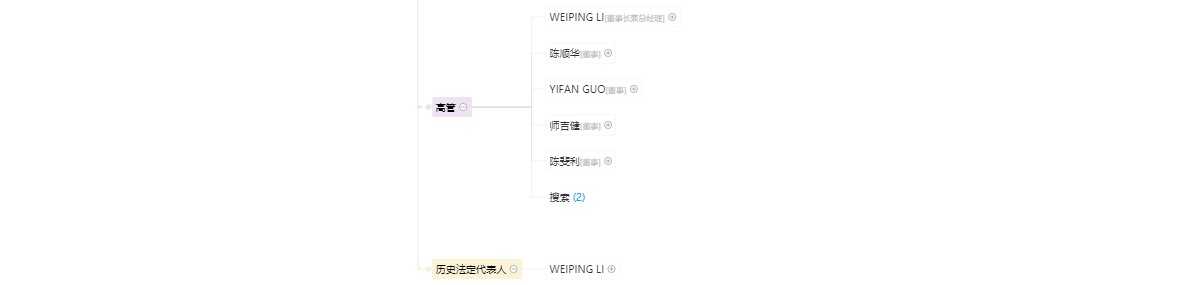 WEIPING LI[董事长兼总经理]
陈顺华[董事]
YIFAN GUO[董事]
高管
师吉健[董事]
陈斐利[董事]
搜索 (2)
历史法定代表人
WEIPING LI